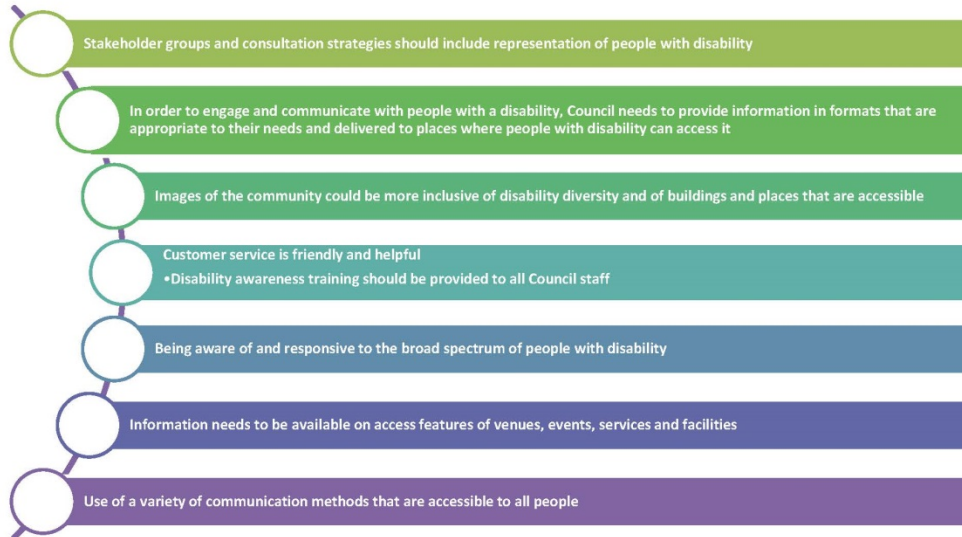 Stakeholder groups and consultation strategies should include representation of people with disability
In order to engage and communicate with people with a disability, Council needs to provide information in formats that are
appropriate to their needs and delivered to places where people with disability can access it
Images of the community could be more inclusive of disability diversity and of buildings and places that are accessible
Customer service is friendly and helpful
•Disability awareness training should be provided to all Council staff
Being aware of and responsive to the broad spectrum of people with disability
Information needs to be available on access features of venues, events, services and facilities
Use of a variety of communication methods that are accessible to all people